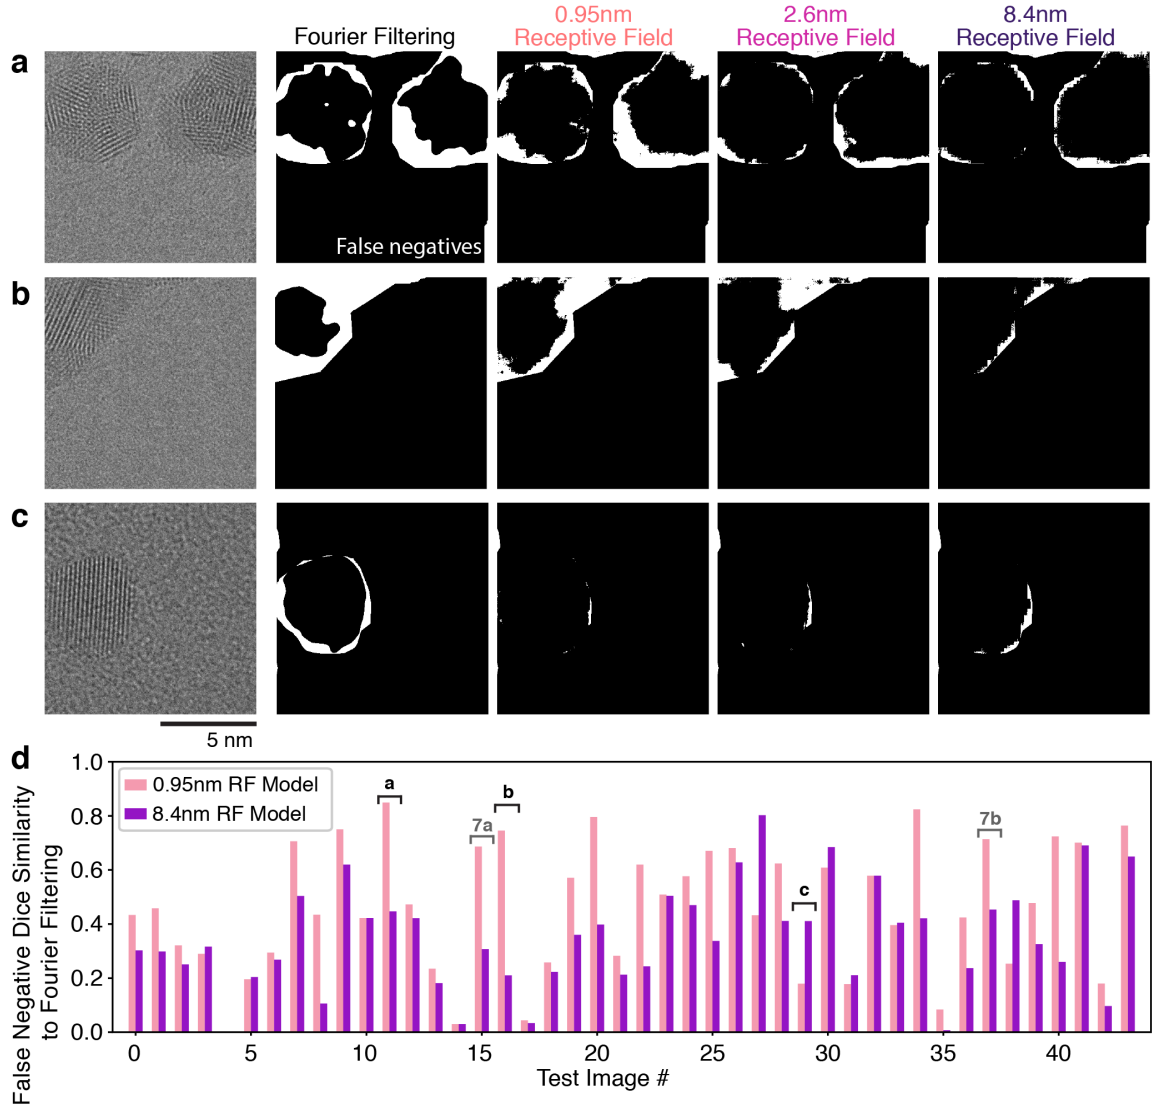 Fourier Filtering
0.95nm
Receptive Field
2.6nm
Receptive Field
8.4nm
Receptive Field
a
False negatives
b
c
5 nm
d
False Negative Dice Similarity
to Fourier Filtering
1.0
0.8
0.6
0.4
0.2
0.0
0.95nm RF Model
8.4nm RF Model
a
7a
b
c
7b
0 5 10 15 20 25 30 35 40
Test Image #